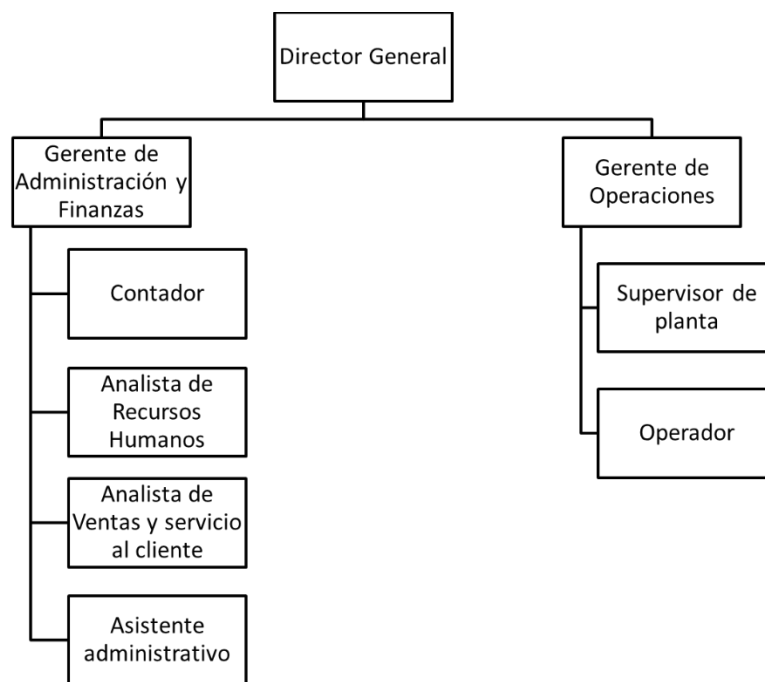 Director General
Gerente de
Administración y
Finanzas
Contador
Analista de
Recursos
Humanos
Analista de
Ventas y servicio
al cliente
Asistente
administrativo
Gerente de
Operaciones
Supervisor de
planta
Operador